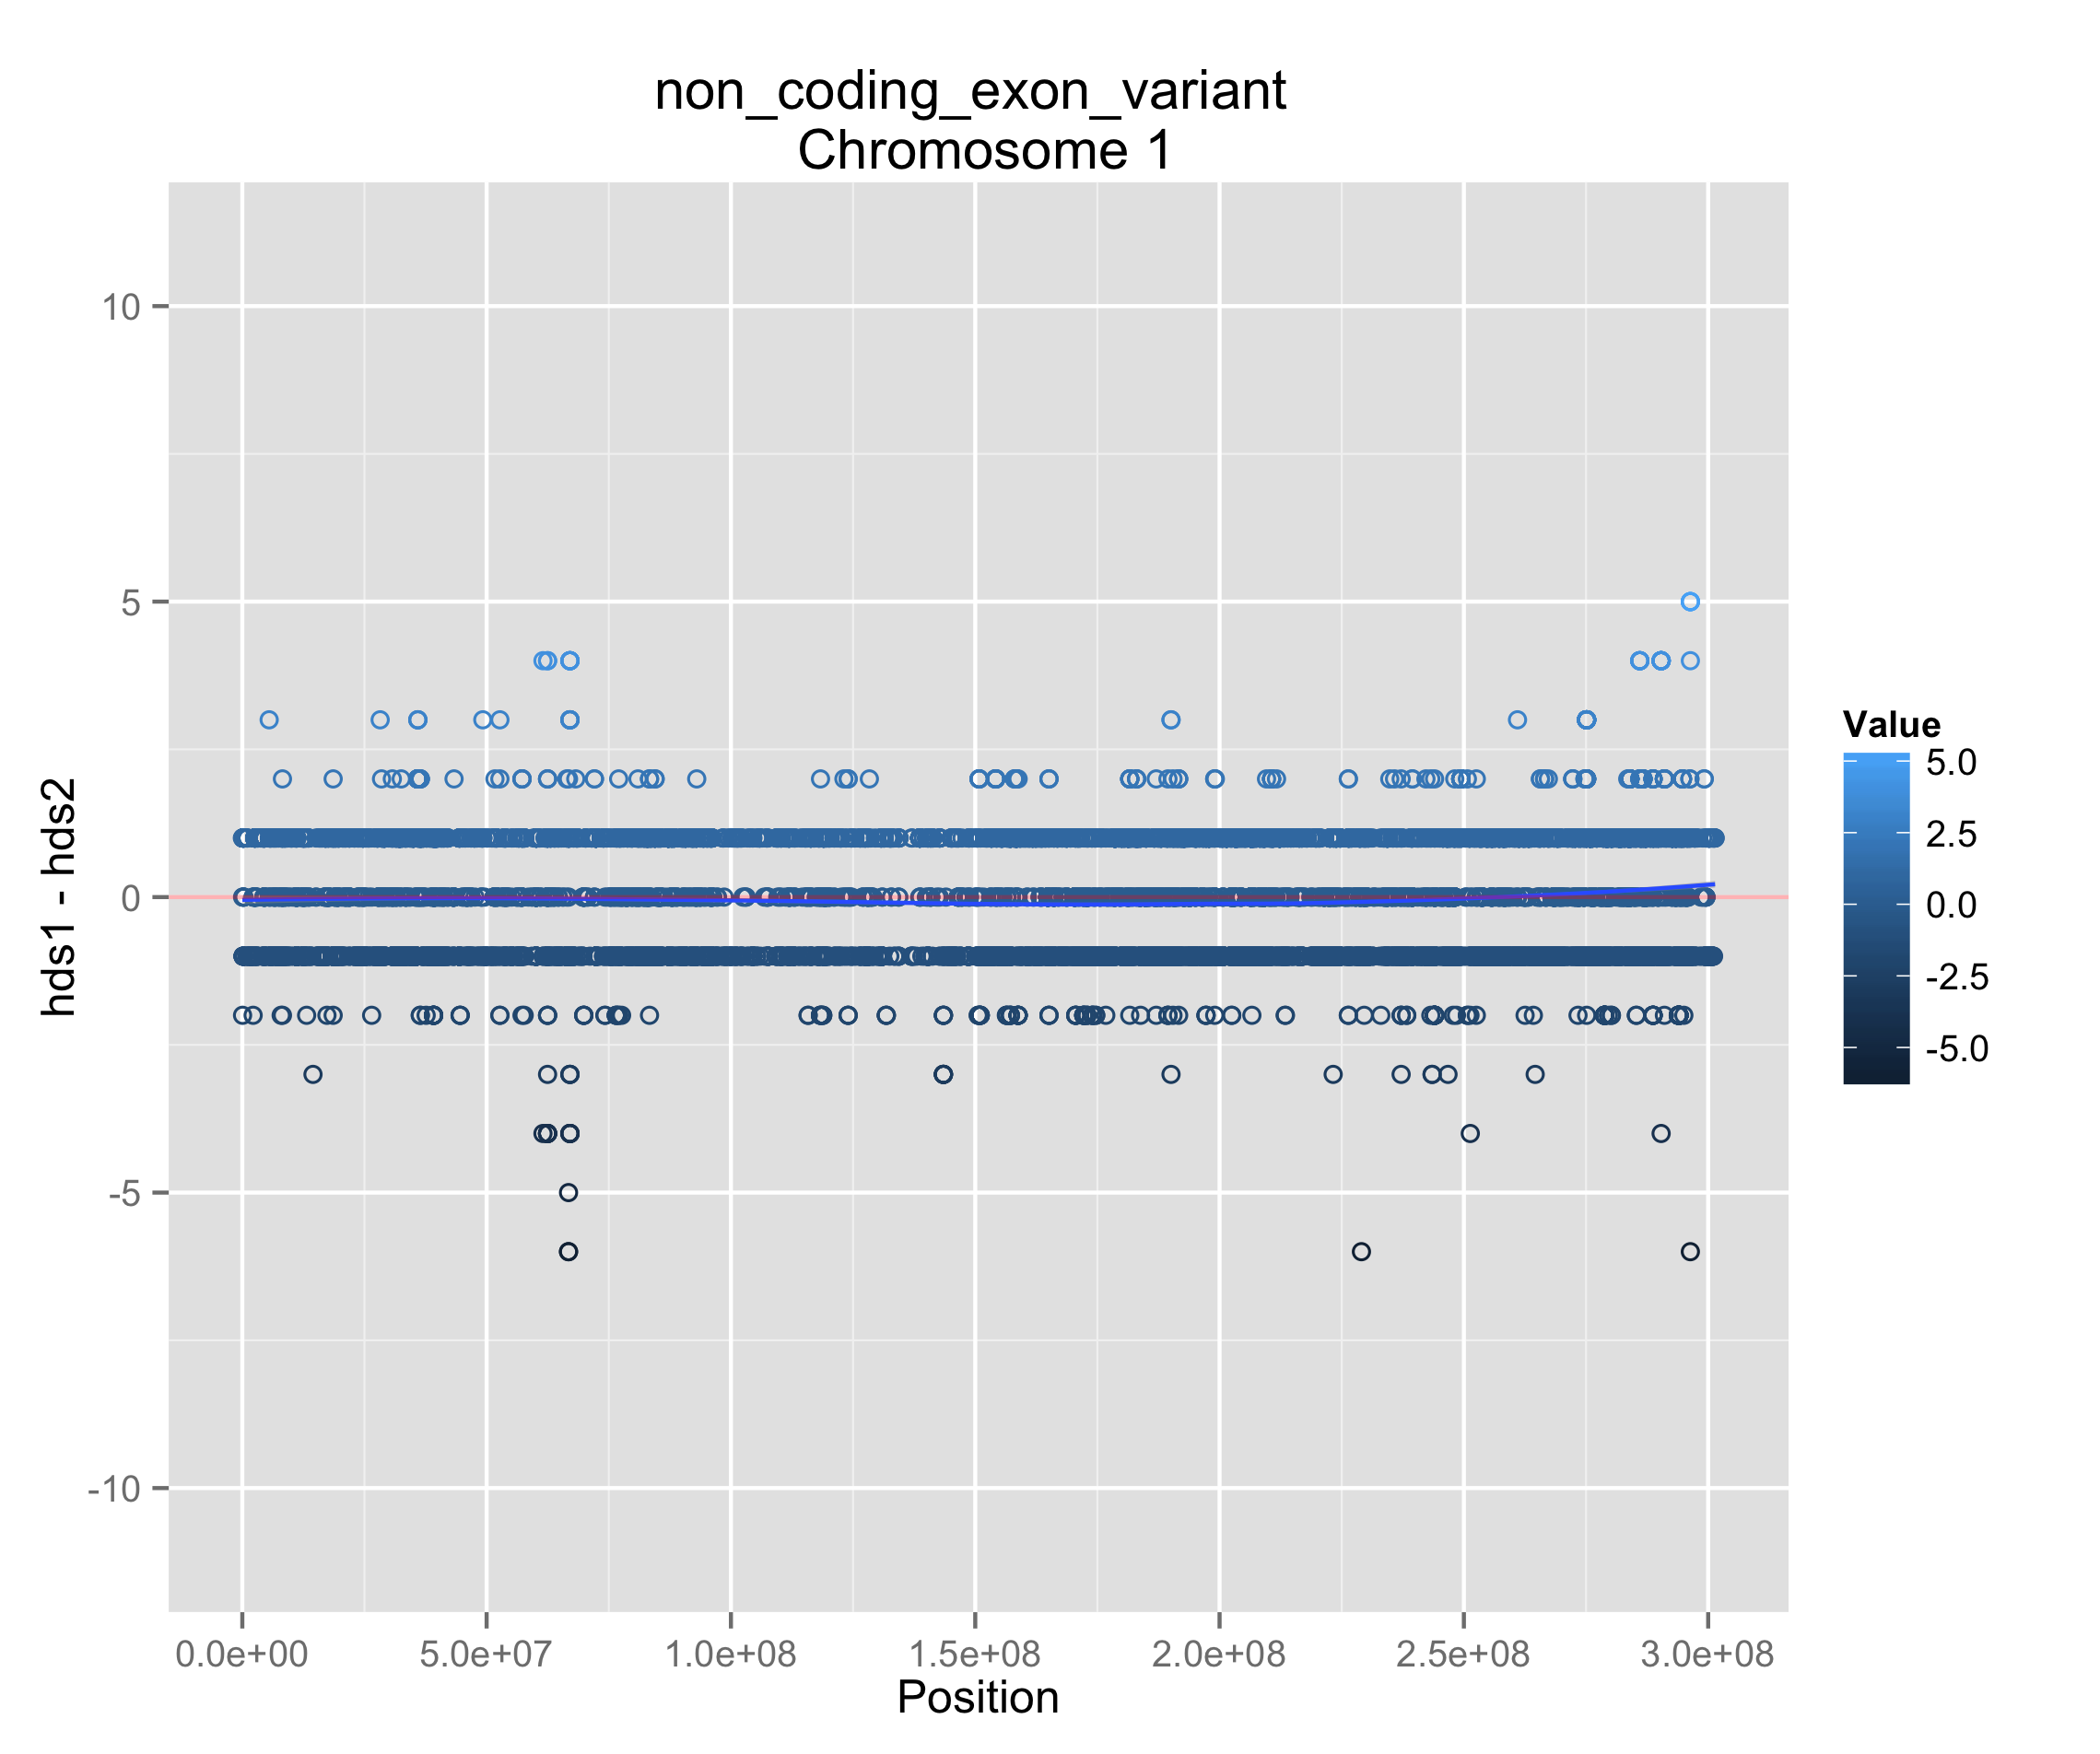 non_coding_exon_variant
Chromosome 1
hds1 - hds2
10
5
0
-5
-10
0.0e+00 5.0e+07 1.0e+08 1.5e+08 2.0e+08 2.5e+08 3.0e+08
Position
Value
5.0
2.5
0.0
-2.5
-5.0